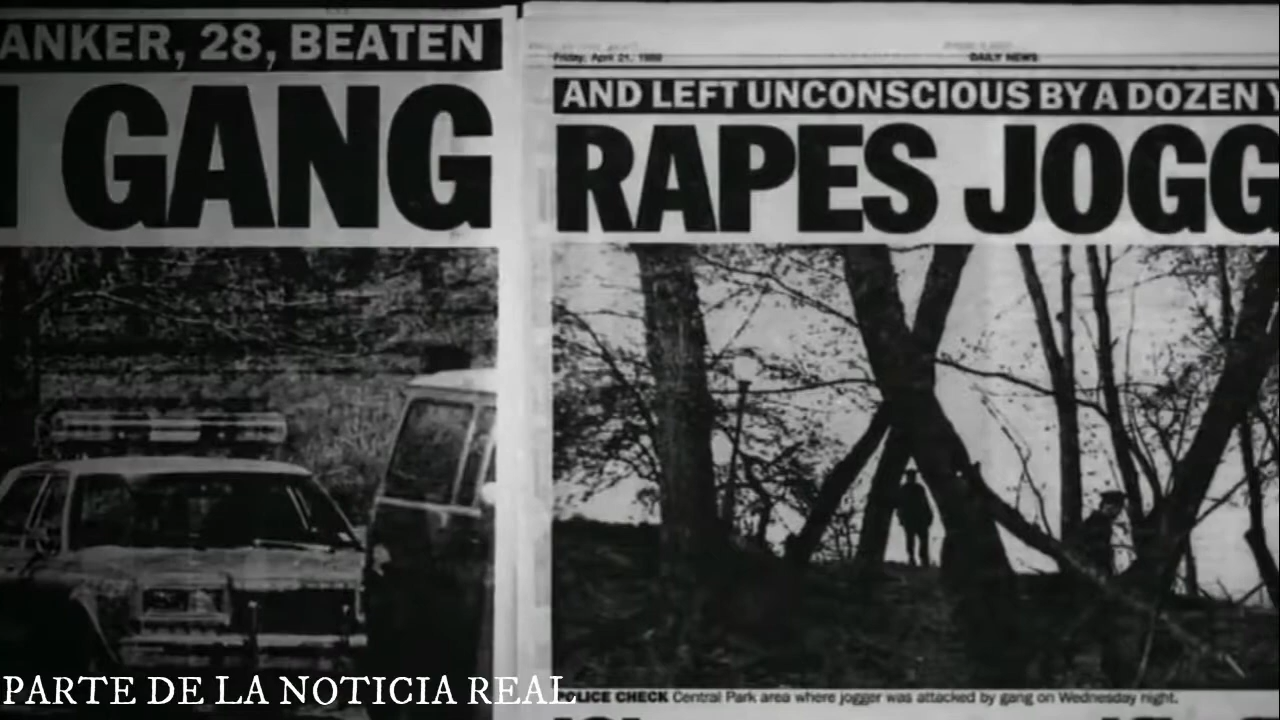 ANKER, 28, BEATEN
GANG
Friday, April 21, 1989
DAILY NEWS
AND LEFT UNCONSCIOUS BY A DOZEN Y
RAPES JOGG
POLICE CHECK Central Park area where jogger was attacked by gang on Wednesday night.
PARTE DE LA NOTICIA REAL